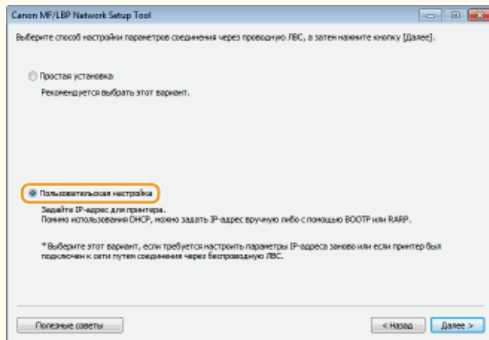 Canon MF/LBP Network Setup Tool
Выберите способ настройки параметров соединения через проводную ЛВС, а затем нажмите кнопку [Далее].
Простая установка
Рекомендуется выбрать этот вариант.
Пользовательская настройка
Задайте IP-адрес для принтера.
Помимо использования DHCP, можно задать IP-адрес вручную либо с помощью BOOTP или RARP.
*Выберите этот вариант, если требуется настроить параметры IP-адреса заново или если принтер был
подключен к сети путем соединения через беспроводную ЛВС.
Полезные советы
< Назад
Далее >